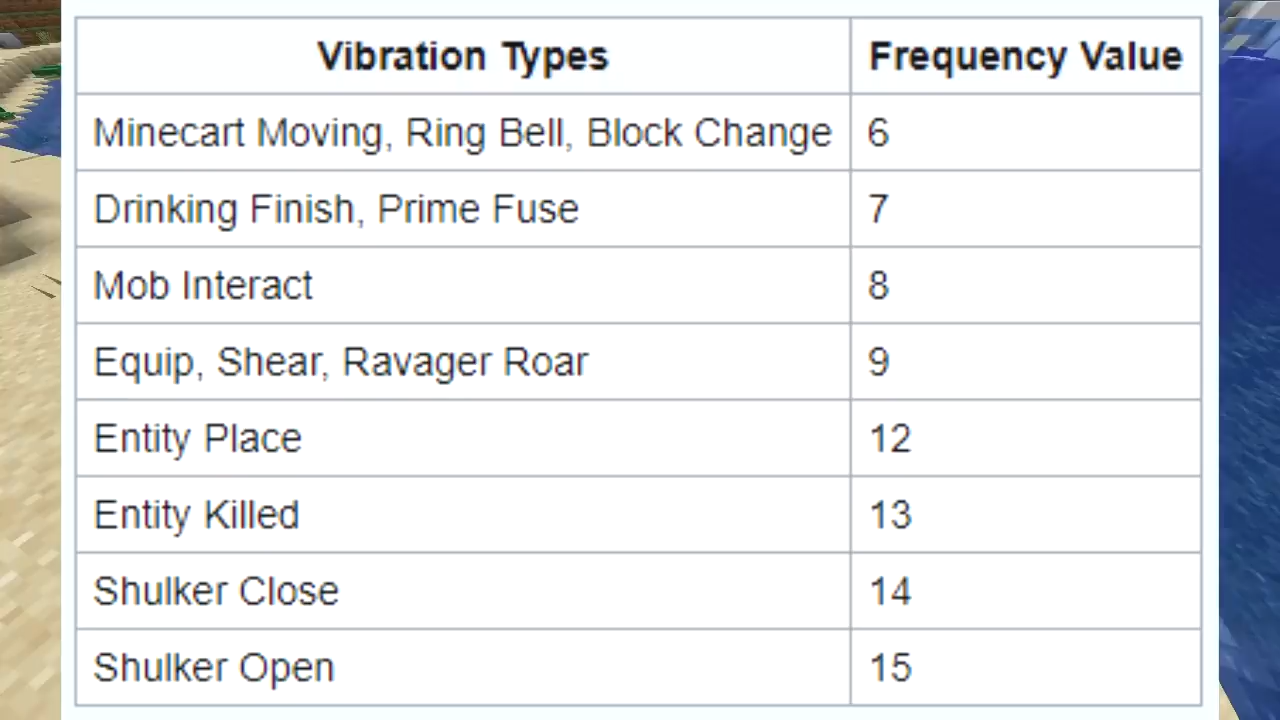 Vibration Types Frequency Value
Minecart Moving, Ring Bell, Block Change 6
Drinking Finish, Prime Fuse 7
Mob Interact 8
Equip, Shear, Ravager Roar 9
Entity Place 12
Entity Killed 13
Shulker Close 14
Shulker Open 15